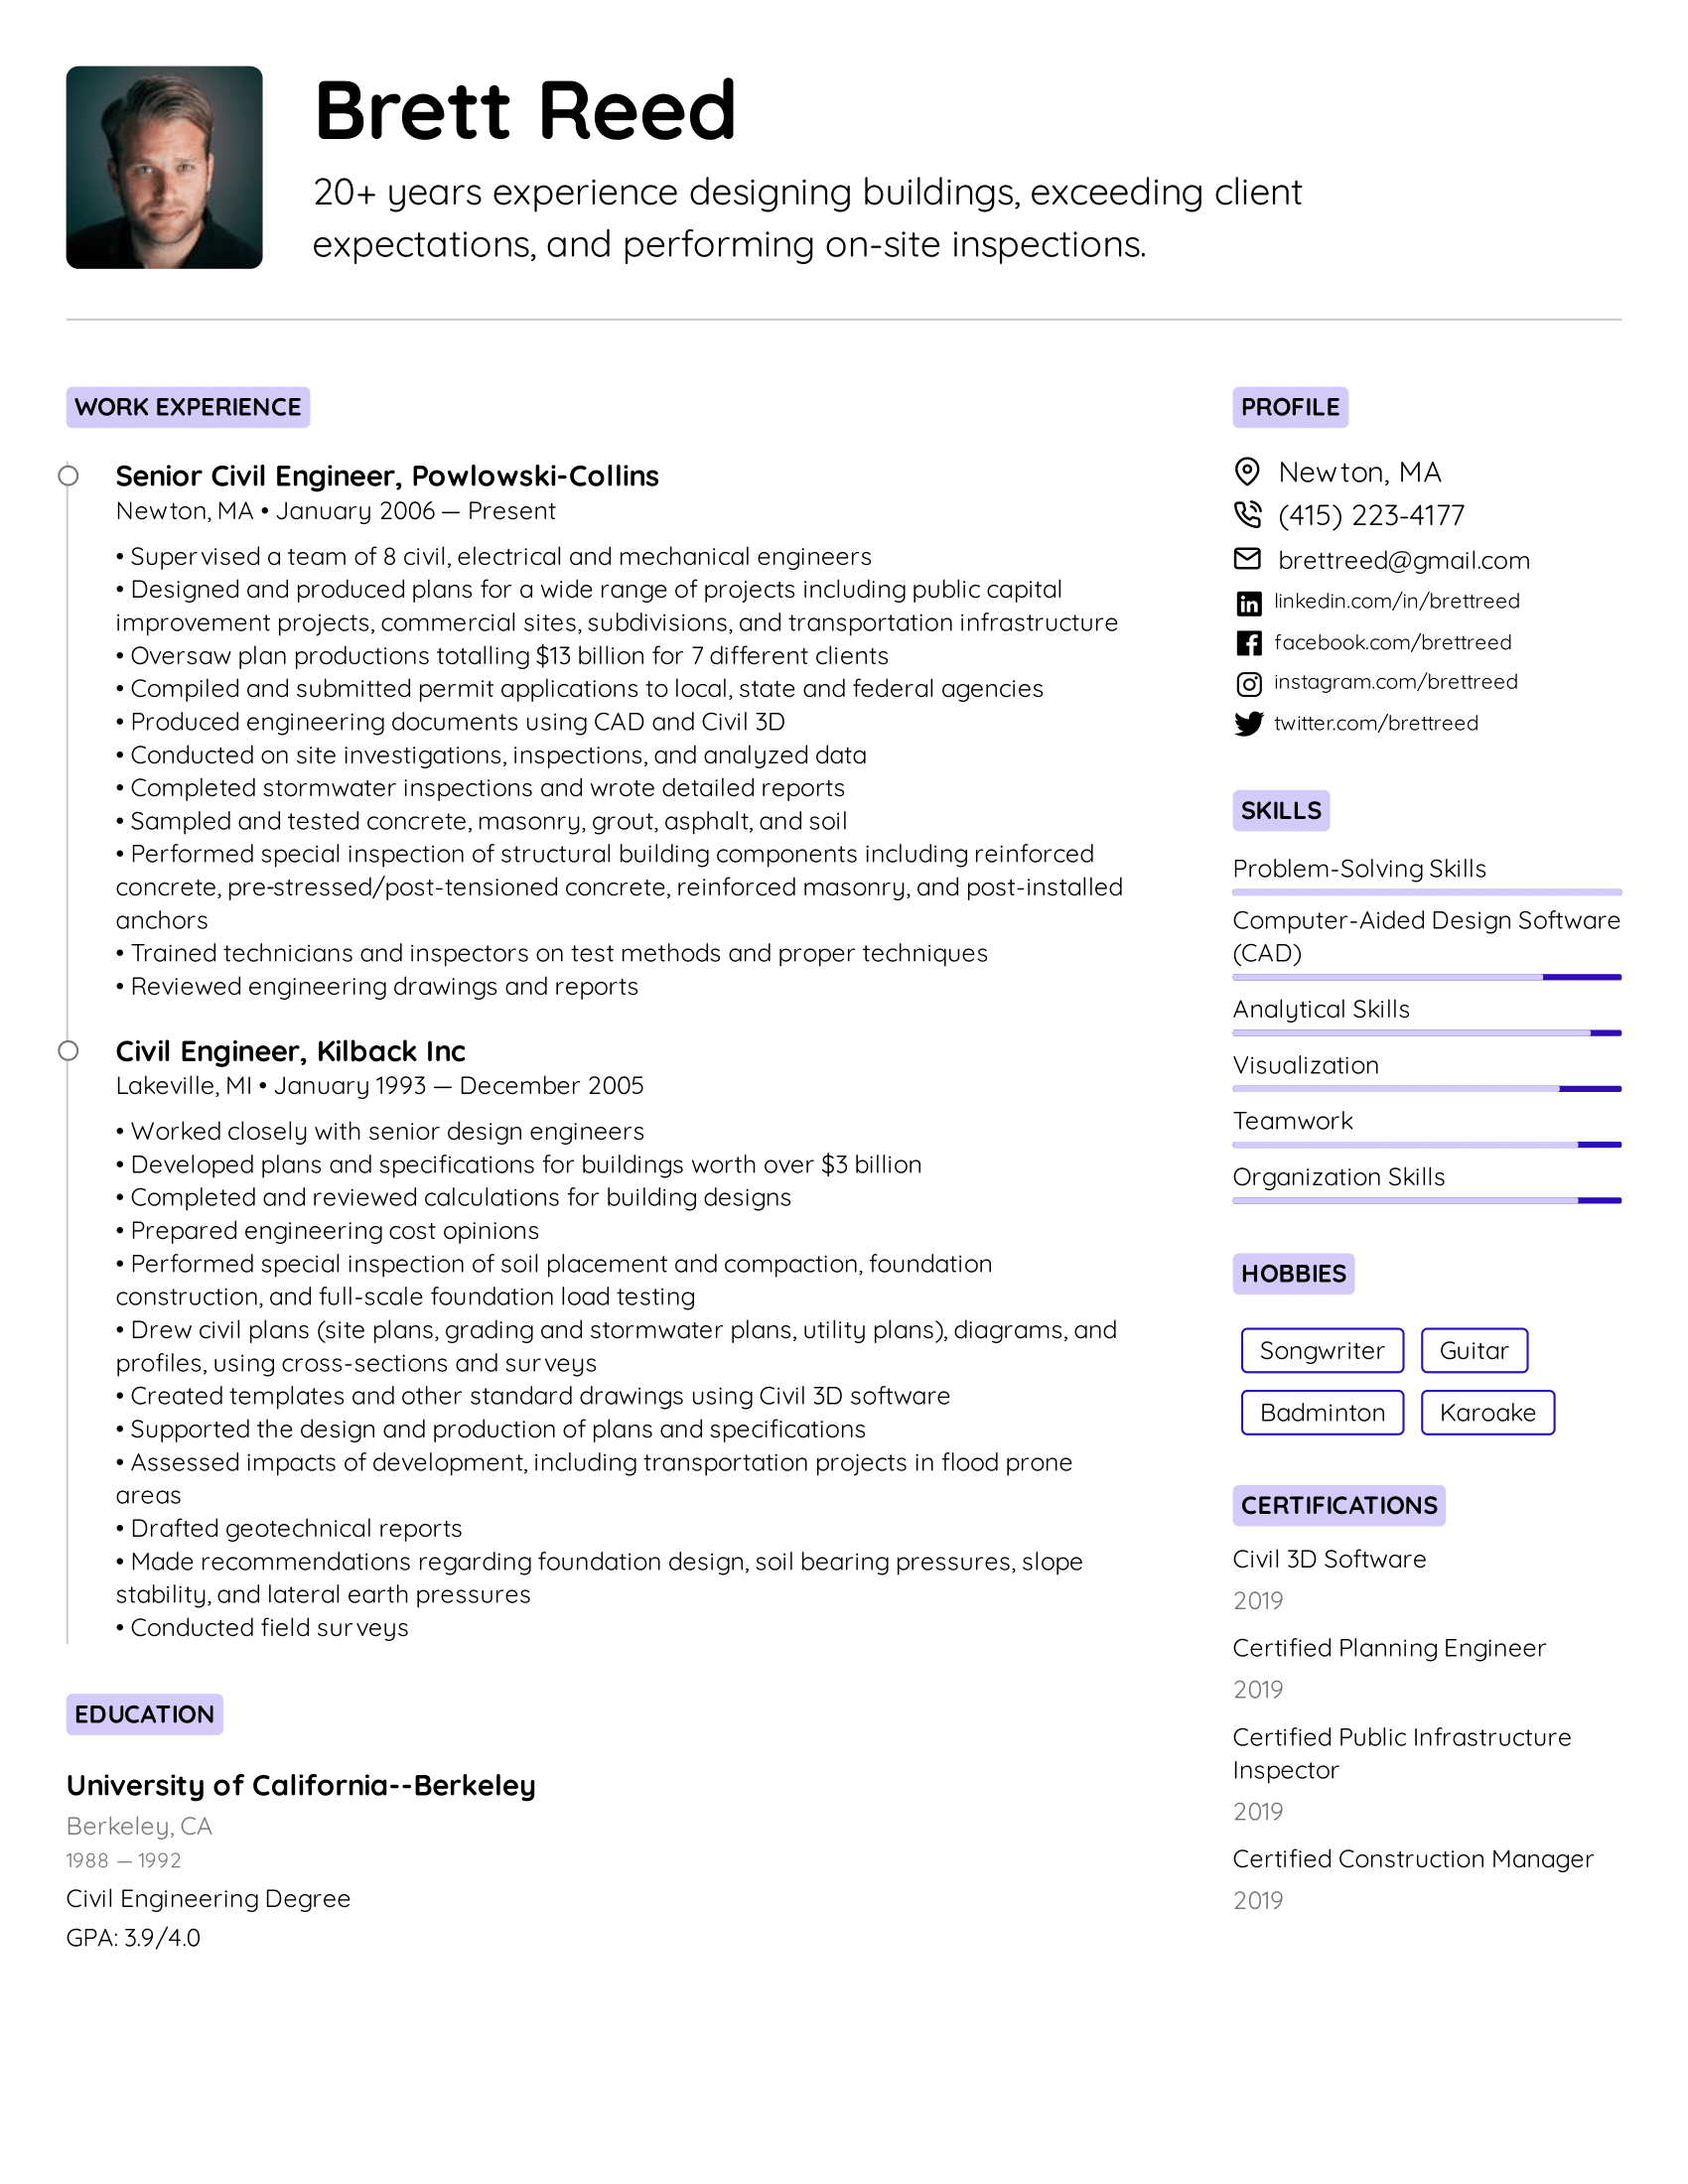 Brett Reed
20+ years experience designing buildings, exceeding client
expectations, and performing on-site inspections.
WORK EXPERIENCE
Senior Civil Engineer, Powlowski-Collins
Newton, MA • January 2006 — Present
• Supervised a team of 8 civil, electrical and mechanical engineers
• Designed and produced plans for a wide range of projects including public capital
improvement projects, commercial sites, subdivisions, and transportation infrastructure
• Oversaw plan productions totalling $13 billion for 7 different clients
• Compiled and submitted permit applications to local, state and federal agencies
• Produced engineering documents using CAD and Civil 3D
• Conducted on site investigations, inspections, and analyzed data
• Completed stormwater inspections and wrote detailed reports
• Sampled and tested concrete, masonry, grout, asphalt, and soil
• Performed special inspection of structural building components including reinforced
concrete, pre-stressed/post-tensioned concrete, reinforced masonry, and post-installed
anchors
• Trained technicians and inspectors on test methods and proper techniques
• Reviewed engineering drawings and reports
Civil Engineer, Kilback Inc
Lakeville, MI • January 1993 — December 2005
• Worked closely with senior design engineers
• Developed plans and specifications for buildings worth over $3 billion
• Completed and reviewed calculations for building designs
• Prepared engineering cost opinions
• Performed special inspection of soil placement and compaction, foundation
construction, and full-scale foundation load testing
• Drew civil plans (site plans, grading and stormwater plans, utility plans), diagrams, and
profiles, using cross-sections and surveys
• Created templates and other standard drawings using Civil 3D software
• Supported the design and production of plans and specifications
• Assessed impacts of development, including transportation projects in flood prone
areas
• Drafted geotechnical reports
• Made recommendations regarding foundation design, soil bearing pressures, slope
stability, and lateral earth pressures
• Conducted field surveys
EDUCATION
University of California--Berkeley
Berkeley, CA
1988 — 1992
Civil Engineering Degree
GPA: 3.9/4.0
PROFILE
Newton, MA
(415) 223-4177
brettreed@gmail.com
linkedin.com/in/brettreed
facebook.com/brettreed
instagram.com/brettreed
twitter.com/brettreed
SKILLS
Problem-Solving Skills
Computer-Aided Design Software
(CAD)
Analytical Skills
Visualization
Teamwork
Organization Skills
HOBBIES
Songwriter Guitar
Badminton Karoake
CERTIFICATIONS
Civil 3D Software
2019
Certified Planning Engineer
2019
Certified Public Infrastructure
Inspector
2019
Certified Construction Manager
2019